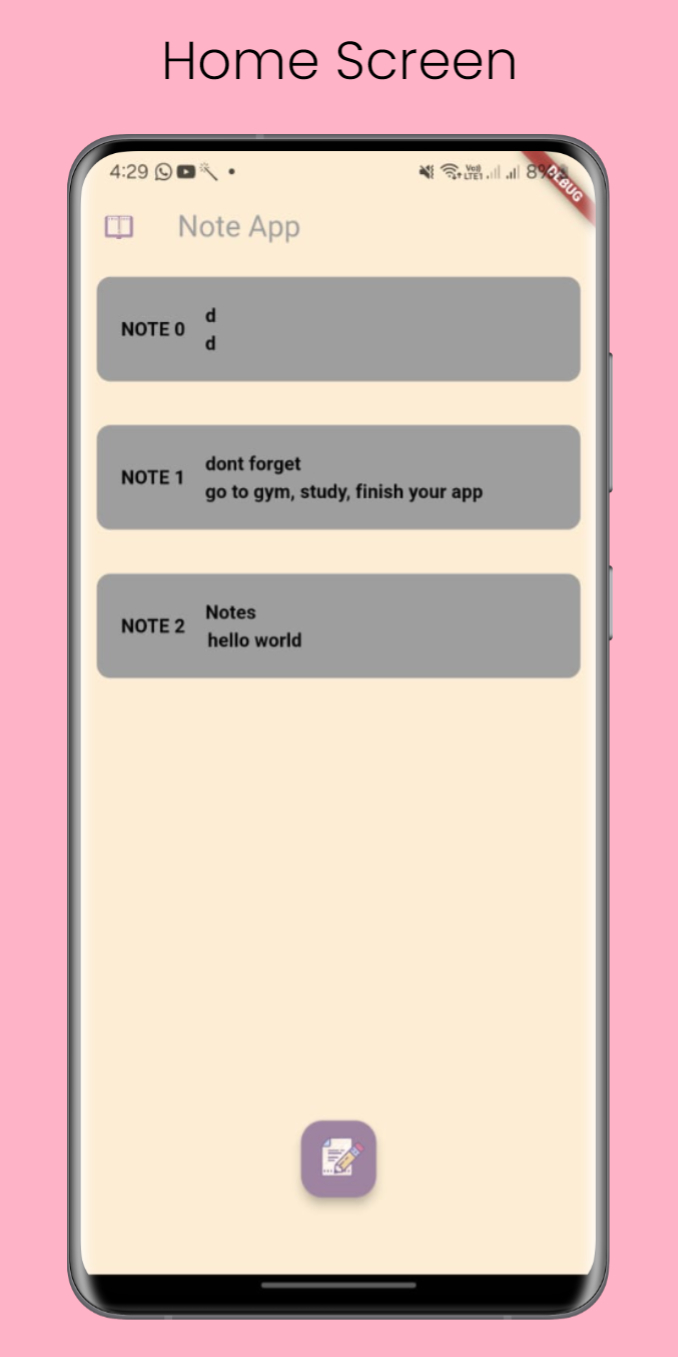 Home Screen
4:29
8%
DEBUG
Note App
NOTE 0
d
d
NOTE 1
dont forget
go to gym, study, finish your app
NOTE 2
Notes
hello world